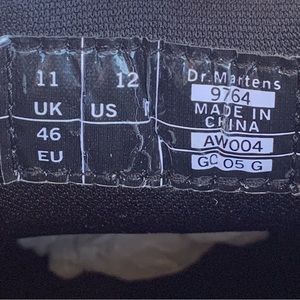 11 UK
12 US
46 EU
Dr. Martens
9764
MADE IN
CHINA
AW004
GC 05 G